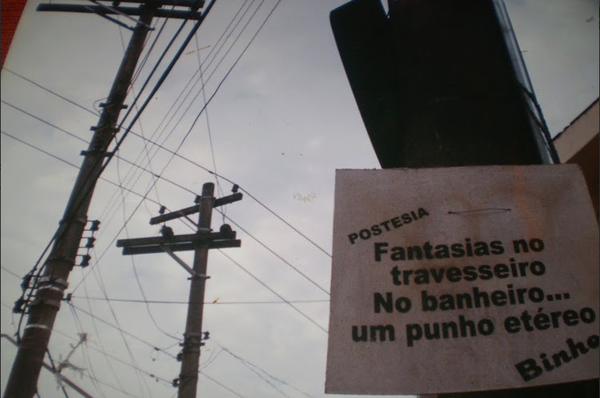 POSTESIA
Fantasias no
travesseiro
No banheiro...
um punho etéreo
Binho